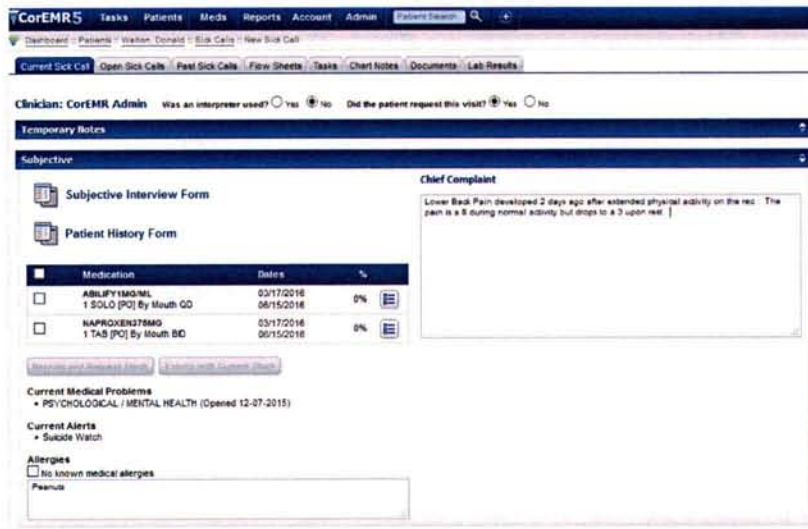 CorEMR5 Tasks Patients Meds Reports Account Admin Patient Search
Dashboard :: Patients :: Walton, Donald :: Sick Calls :: New Sick Call
Current Sick Call Open Sick Calls Past Sick Calls Flow Sheets Tasks Chart Notes Documents Lab Results
Clinician: CorEMR Admin Was an interpreter used? Yes No Did the patient request this visit? Yes No
Temporary Notes
Subjective
Subjective Interview Form
Patient History Form
Chief Complaint
Lower Back Pain developed 2 days ago after extended physical activity on the rec. The
pain is a 8 during normal activity but drops to a 3 upon rest.
Medication Dates %
ABILIFY1MG/ML 03/17/2016 0%
1 SOLO [PO] By Mouth QD 06/15/2016
NAPROXEN375MG 03/17/2016 0%
1 TAB [PO] By Mouth BID 06/15/2016
Current Medical Problems
• PSYCHOLOGICAL / MENTAL HEALTH (Opened 12-07-2015)
Current Alerts
• Suicide Watch
Allergies
No known medical allergies
Peanuts